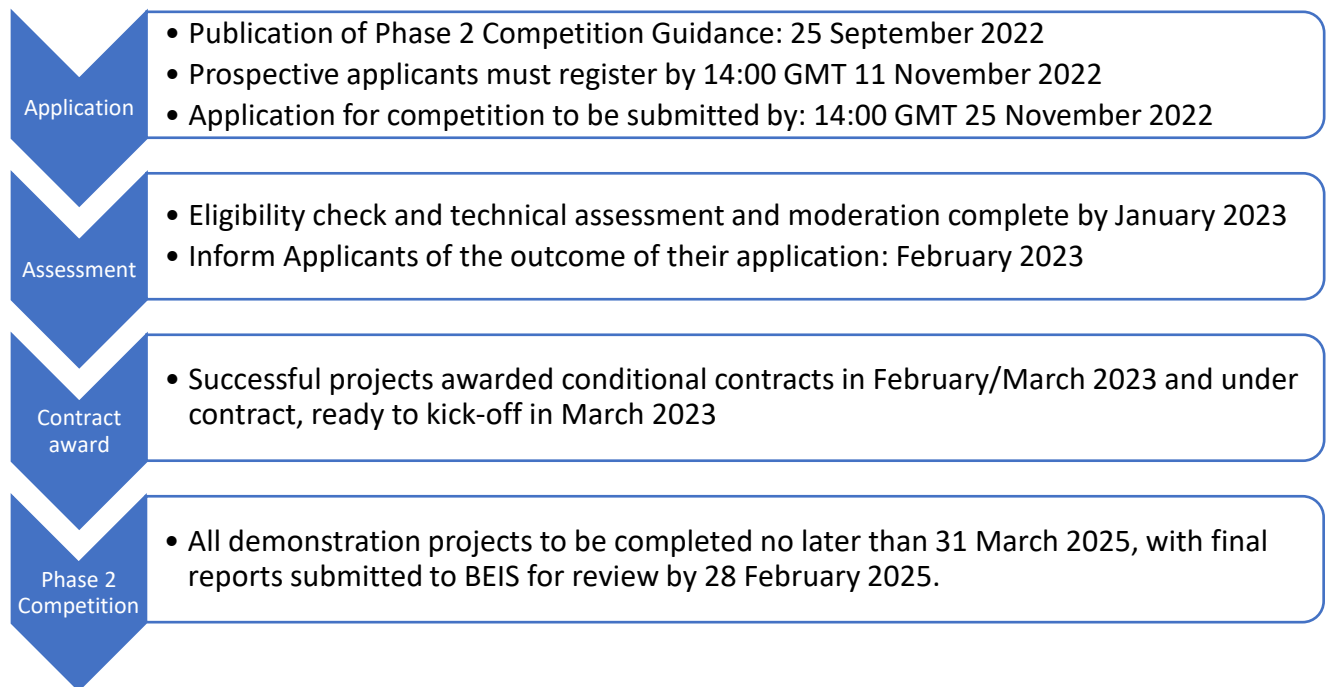 Application
• Publication of Phase 2 Competition Guidance: 25 September 2022
• Prospective applicants must register by 14:00 GMT 11 November 2022
• Application for competition to be submitted by: 14:00 GMT 25 November 2022
Assessment
• Eligibility check and technical assessment and moderation complete by January 2023
• Inform Applicants of the outcome of their application: February 2023
Contract
award
• Successful projects awarded conditional contracts in February/March 2023 and under
contract, ready to kick-off in March 2023
Phase 2
Competition
• All demonstration projects to be completed no later than 31 March 2025, with final
reports submitted to BEIS for review by 28 February 2025.